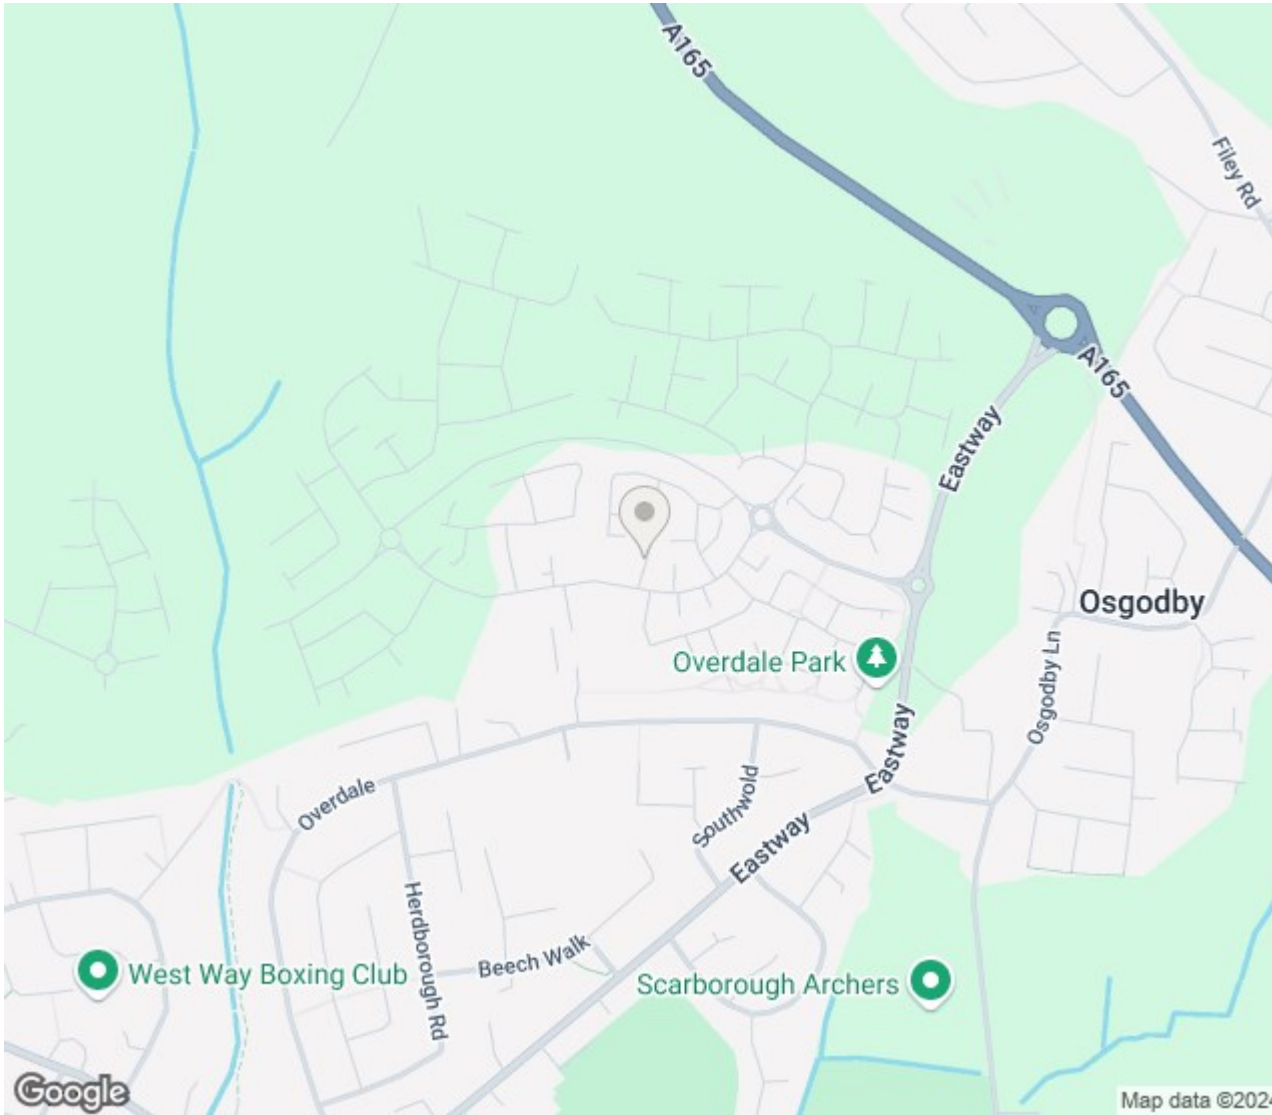 A165
Filey Rd
A165
Eastway
Osgodby
Overdale Park
Osgodby Ln
Eastway
Overdale
Southwold
Eastway
Herdborough Rd
Beech Walk
West Way Boxing Club
Scarborough Archers
Google
Map data ©2024